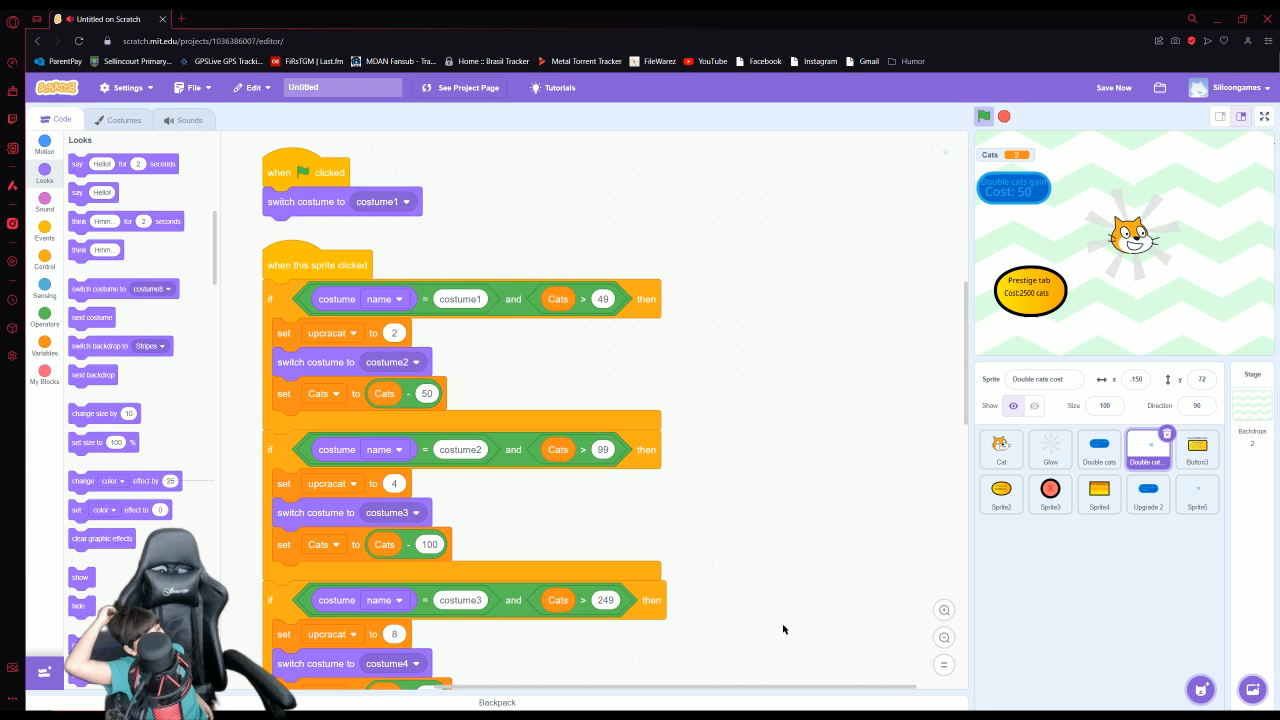 Untitled on Scratch
scratch.mit.edu/projects/1036386007/editor/
ParentPay
Sellincourt Primary...
GPSLive GPS Tracki...
FiRsTGM | Last.fm
MDAN Fansub - Tra...
Home :: Brasil Tracker
Metal Torrent Tracker
FileWarez
YouTube
Facebook
Instagram
Gmail
Humor
SCRATCH
Settings
File
Edit
Untitled
See Project Page
Tutorials
Save Now
Silicongames
Code
Costumes
Sounds
Motion
Looks
Sound
Events
Control
Sensing
Operators
Variables
My Blocks
Looks
say Hello! for 2 seconds
say Hello!
think Hmm... for 2 seconds
think Hmm...
switch costume to costume6
next costume
switch backdrop to Stripes
next backdrop
change size by 10
set size to 100 %
change color effect by 25
set color effect to 0
clear graphic effects
show
hide
when clicked
switch costume to costume1
when this sprite clicked
if costume name = costume1 and Cats > 49 then
set upcracat to 2
switch costume to costume2
set Cats to Cats - 50
if costume name = costume2 and Cats > 99 then
set upcracat to 4
switch costume to costume3
set Cats to Cats - 100
if costume name = costume3 and Cats > 249 then
set upcracat to 8
switch costume to costume4
Backpack
Cats 2
Double cats gain
Cost: 50
Prestige tab
Cost:2500 cats
Sprite
Double cats cost
x
-150
y
72
Show
Size
100
Direction
90
Stage
Backdrops
2
Cat
Glow
Double cats
Double cat...
Button3
Sprite2
Sprite3
Sprite4
Upgrade 2
Sprite5